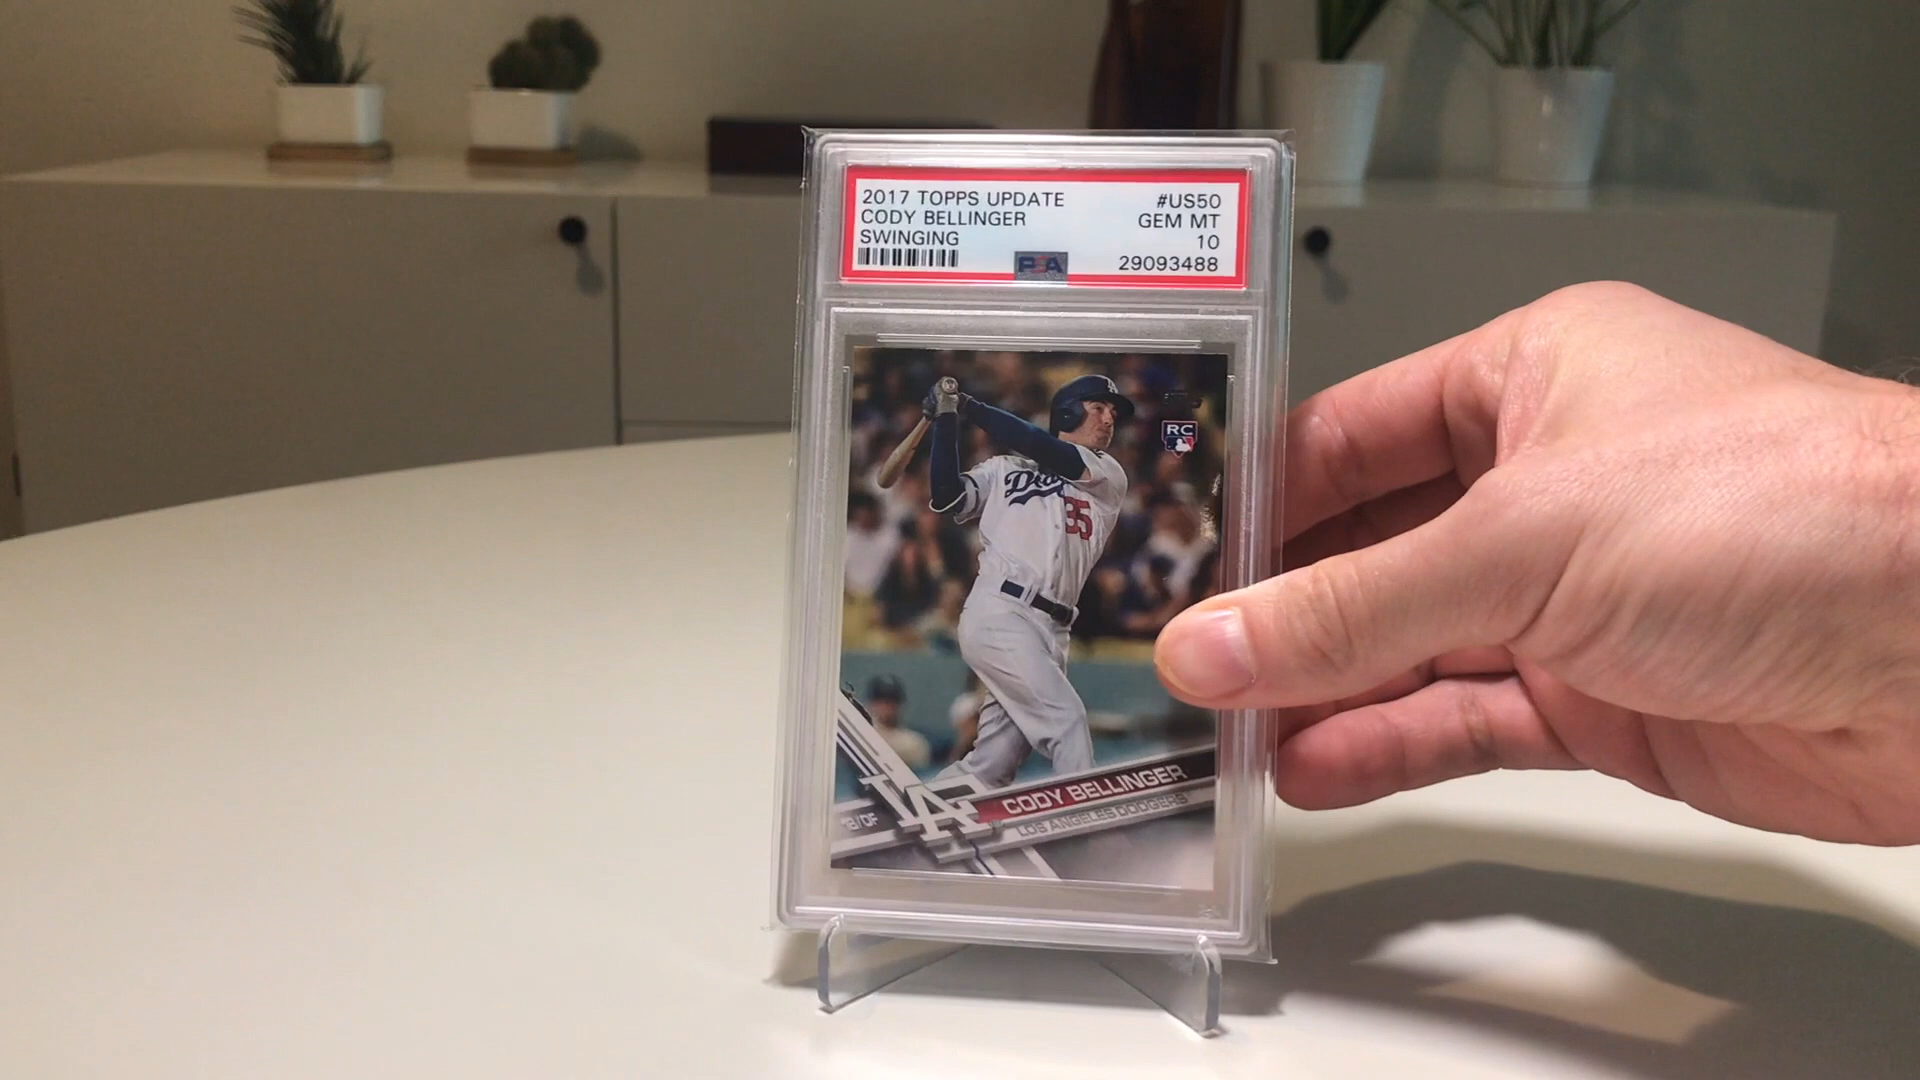 2017 TOPPS UPDATE #US50
CODY BELLINGER GEM MT
SWINGING 10
PSA 29093488
RC
35
LA
CODY BELLINGER
LOS ANGELES DODGERS
1B/OF